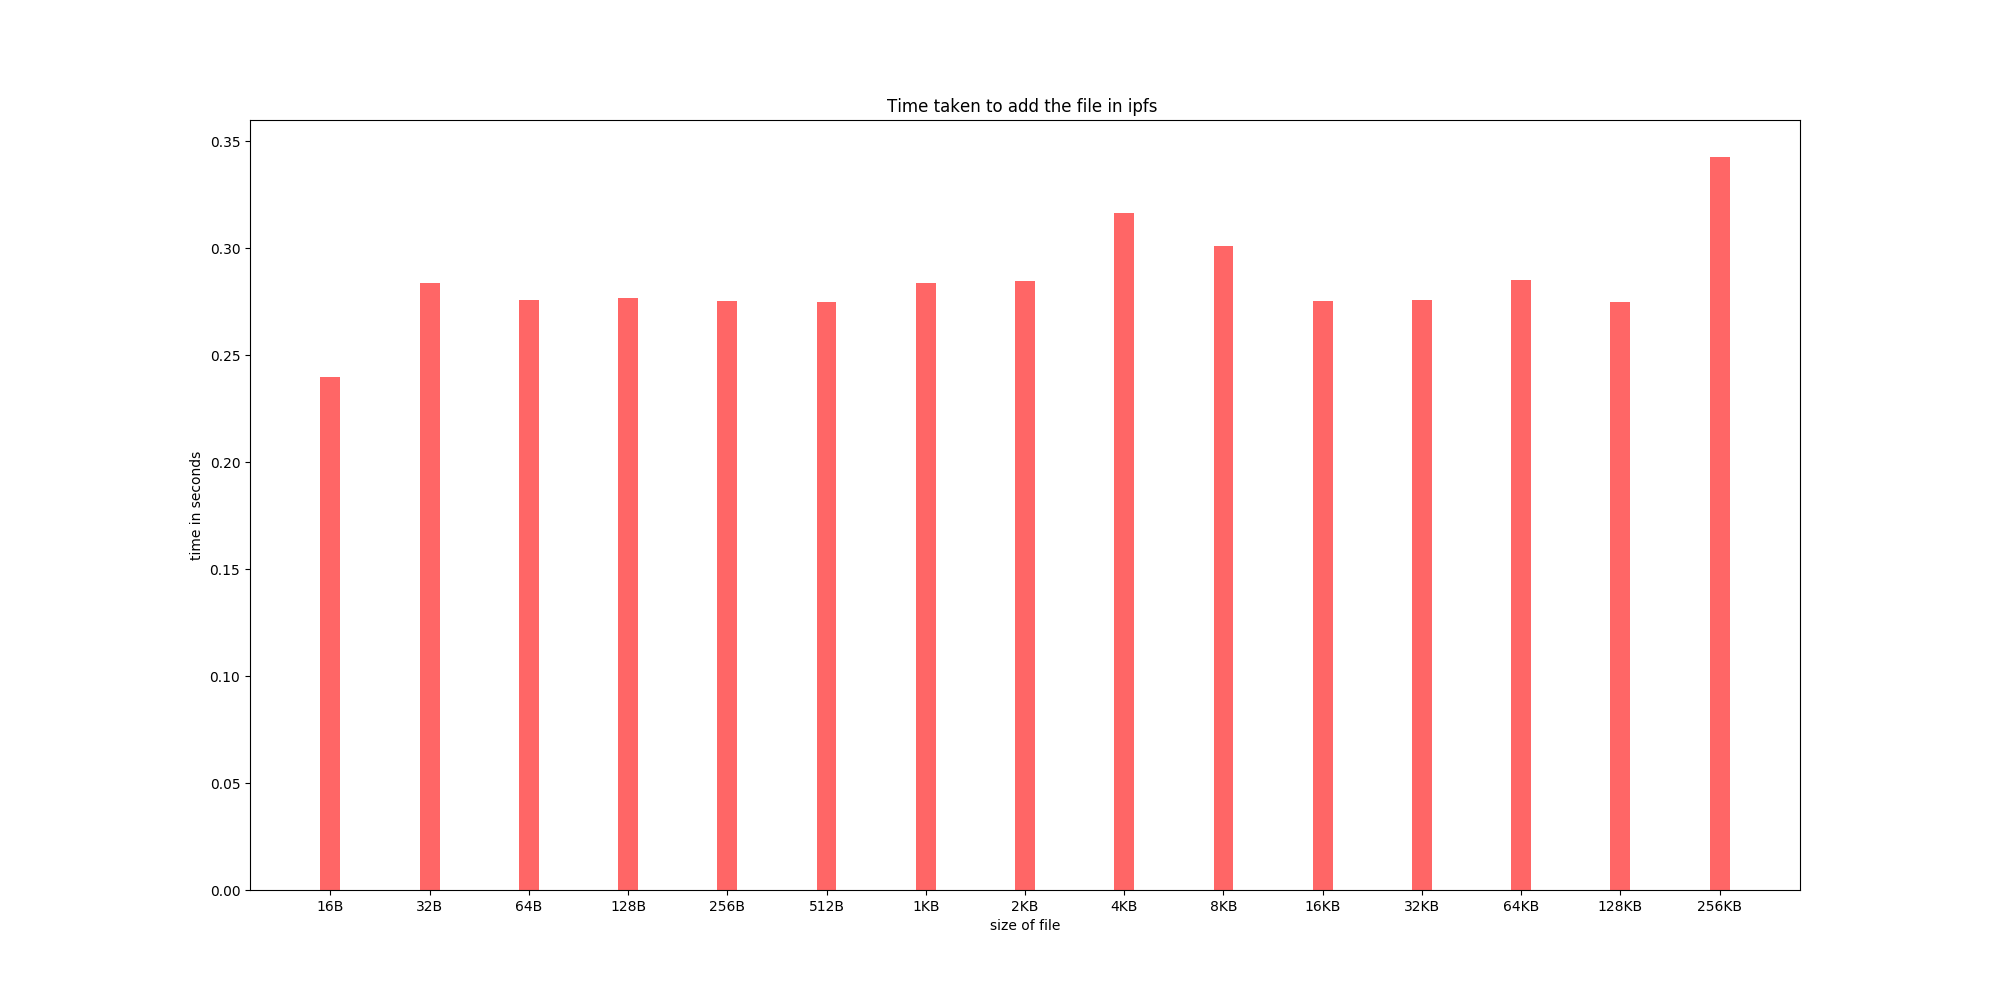 Time taken to add the file in ipfs
0.35
0.30
0.25
0.20
0.15
0.10
0.05
0.00
time in seconds
16B 32B 64B 128B 256B 512B 1KB 2KB 4KB 8KB 16KB 32KB 64KB 128KB 256KB
size of file